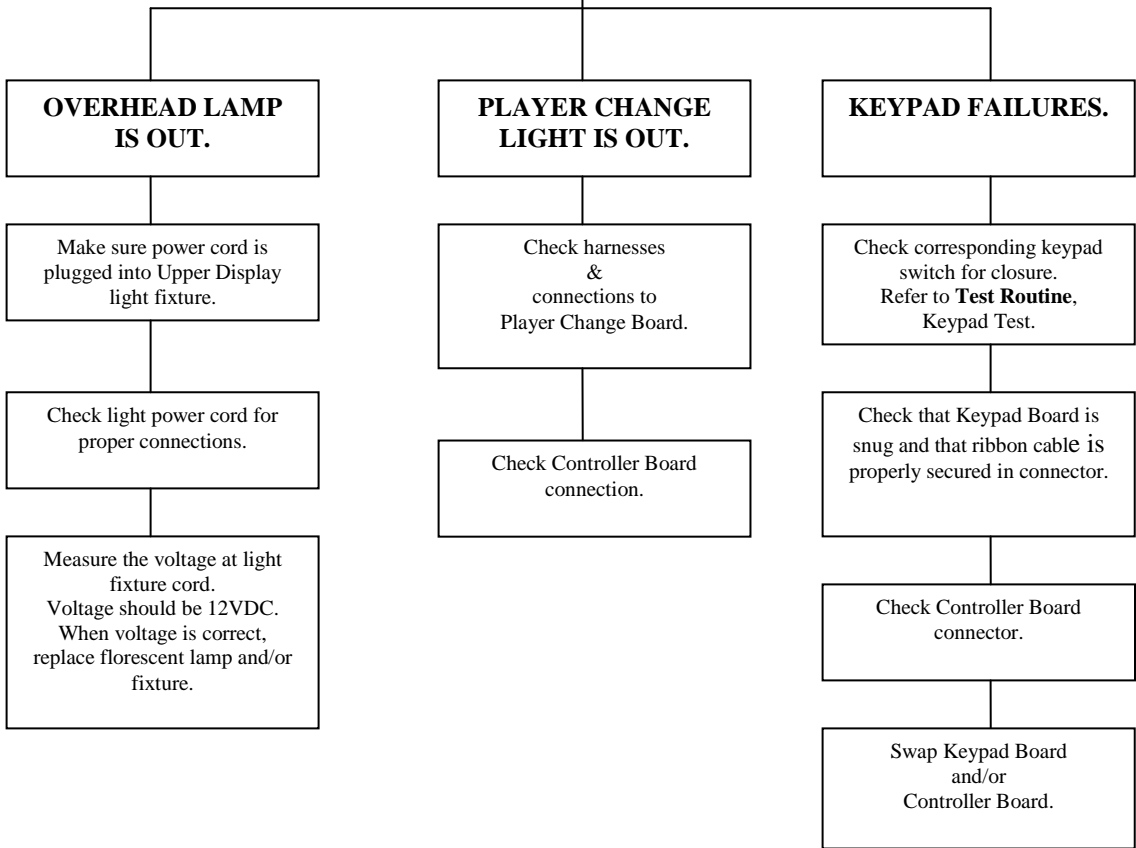 OVERHEAD LAMP
IS OUT.
Make sure power cord is
plugged into Upper Display
light fixture.
Check light power cord for
proper connections.
Measure the voltage at light
fixture cord.
Voltage should be 12VDC.
When voltage is correct,
replace florescent lamp and/or
fixture.
PLAYER CHANGE
LIGHT IS OUT.
Check harnesses
&
connections to
Player Change Board.
Check Controller Board
connection.
KEYPAD FAILURES.
Check corresponding keypad
switch for closure.
Refer to Test Routine,
Keypad Test.
Check that Keypad Board is
snug and that ribbon cable is
properly secured in connector.
Check Controller Board
connector.
Swap Keypad Board
and/or
Controller Board.